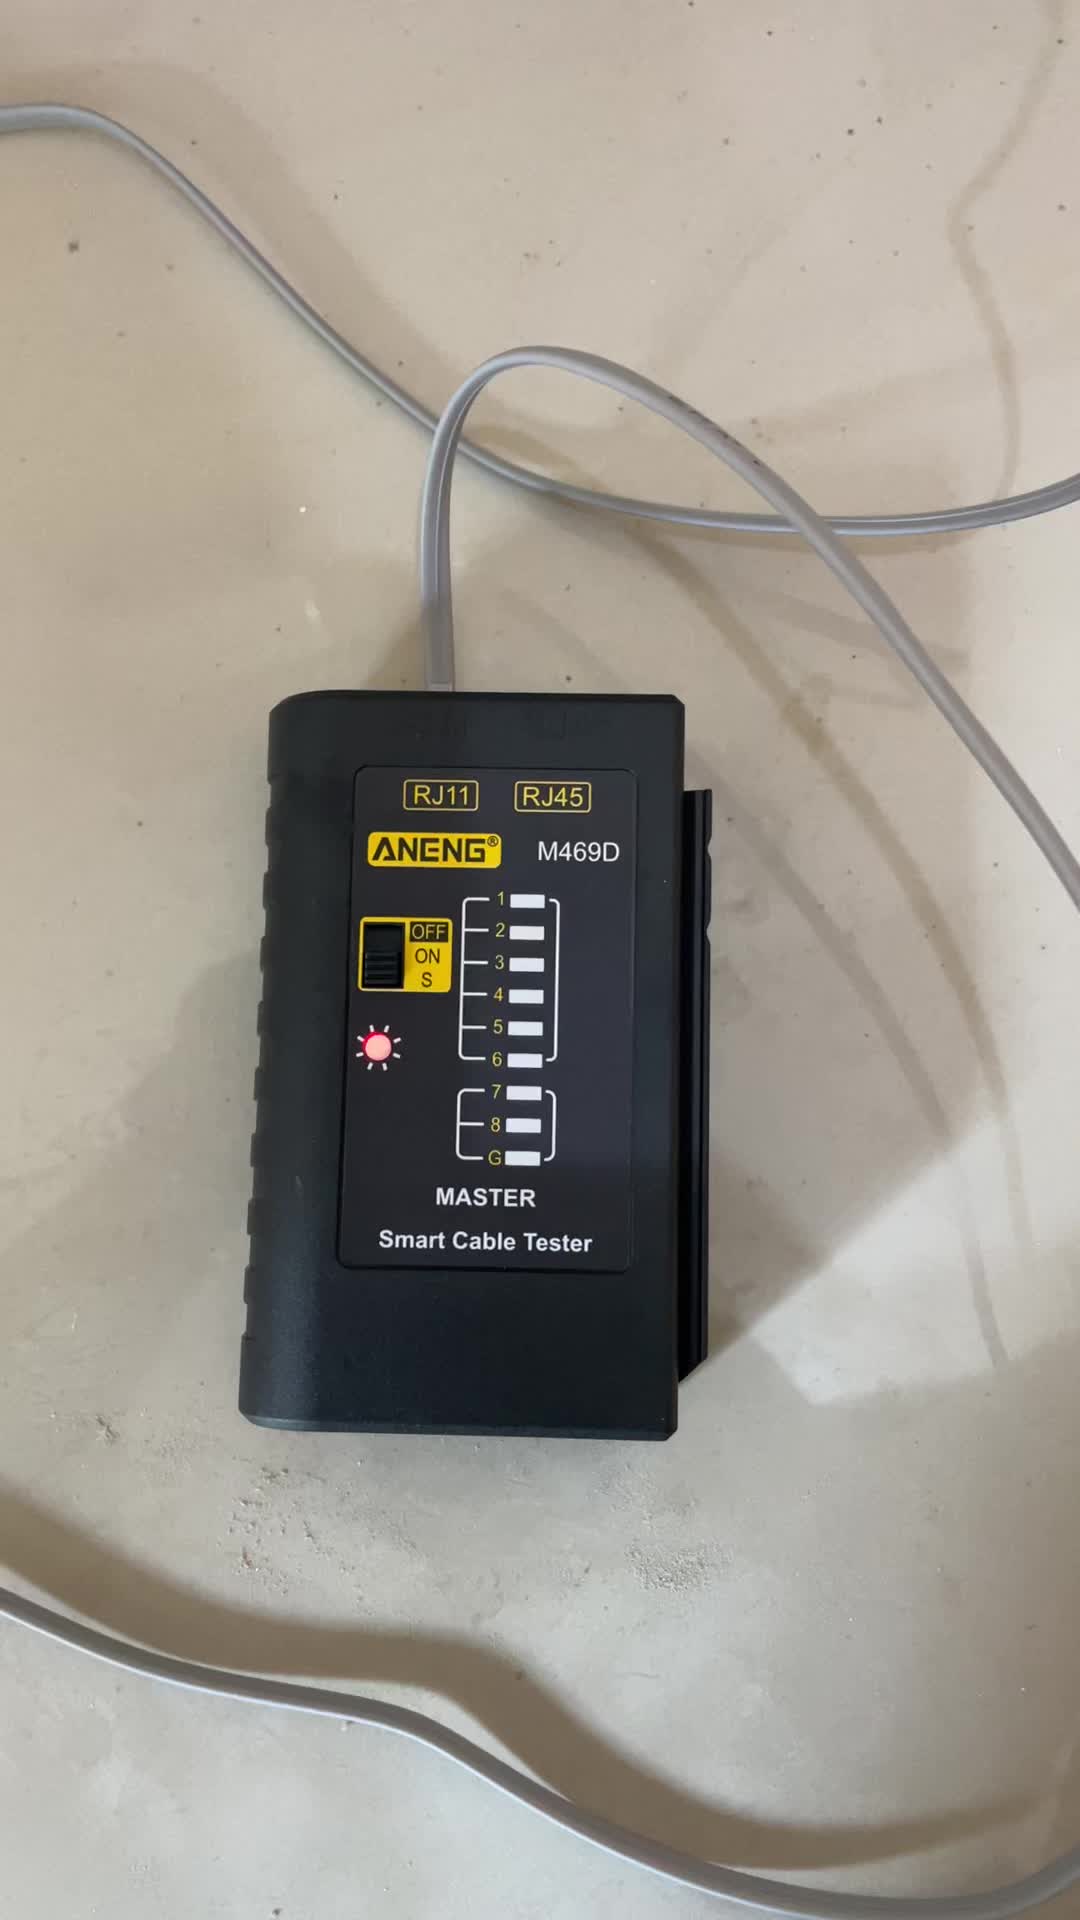 RJ11 RJ45
ANENG® M469D
1
2
3
4
5
6
7
8
G
OFF
ON
S
MASTER
Smart Cable Tester